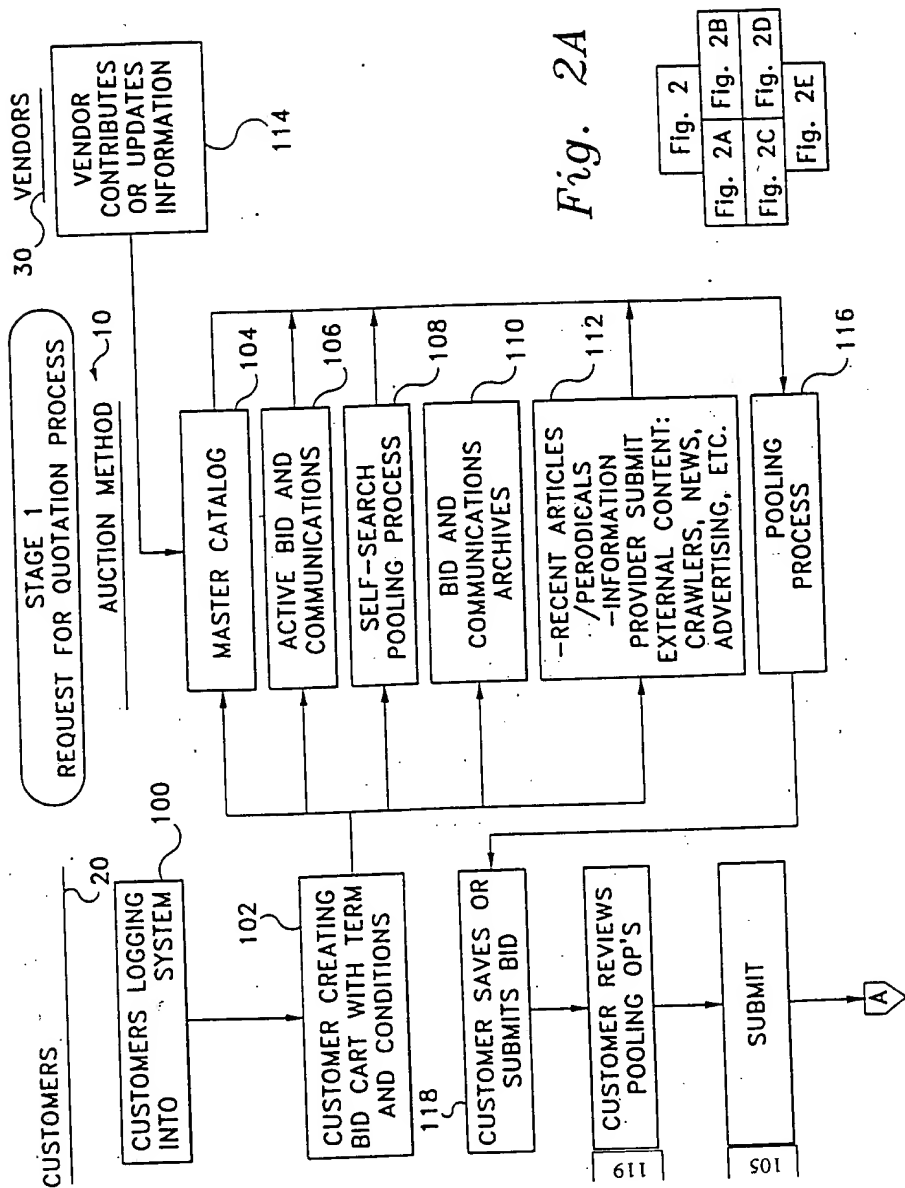 STAGE 1
REQUEST FOR QUOTATION PROCESS
CUSTOMERS
20
AUCTION METHOD
10
30
VENDORS
CUSTOMERS LOGGING
INTO SYSTEM
100
CUSTOMER CREATING
BID CART WITH TERM
AND CONDITIONS
102
CUSTOMER SAVES OR
SUBMITS BID
118
CUSTOMER REVIEWS
POOLING OP'S
119
SUBMIT
105
A
MASTER CATALOG
104
ACTIVE BID AND
COMMUNICATIONS
106
SELF-SEARCH
POOLING PROCESS
108
BID AND
COMMUNICATIONS
ARCHIVES
110
-RECENT ARTICLES
/PERODICALS
-INFORMATION
PROVIDER SUBMIT
EXTERNAL CONTENT:
CRAWLERS, NEWS,
ADVERTISING, ETC.
112
POOLING
PROCESS
116
VENDOR
CONTRIBUTES
OR UPDATES
INFORMATION
114
Fig. 2A
Fig. 2
Fig. 2A
Fig. 2B
Fig. 2C
Fig. 2D
Fig. 2E